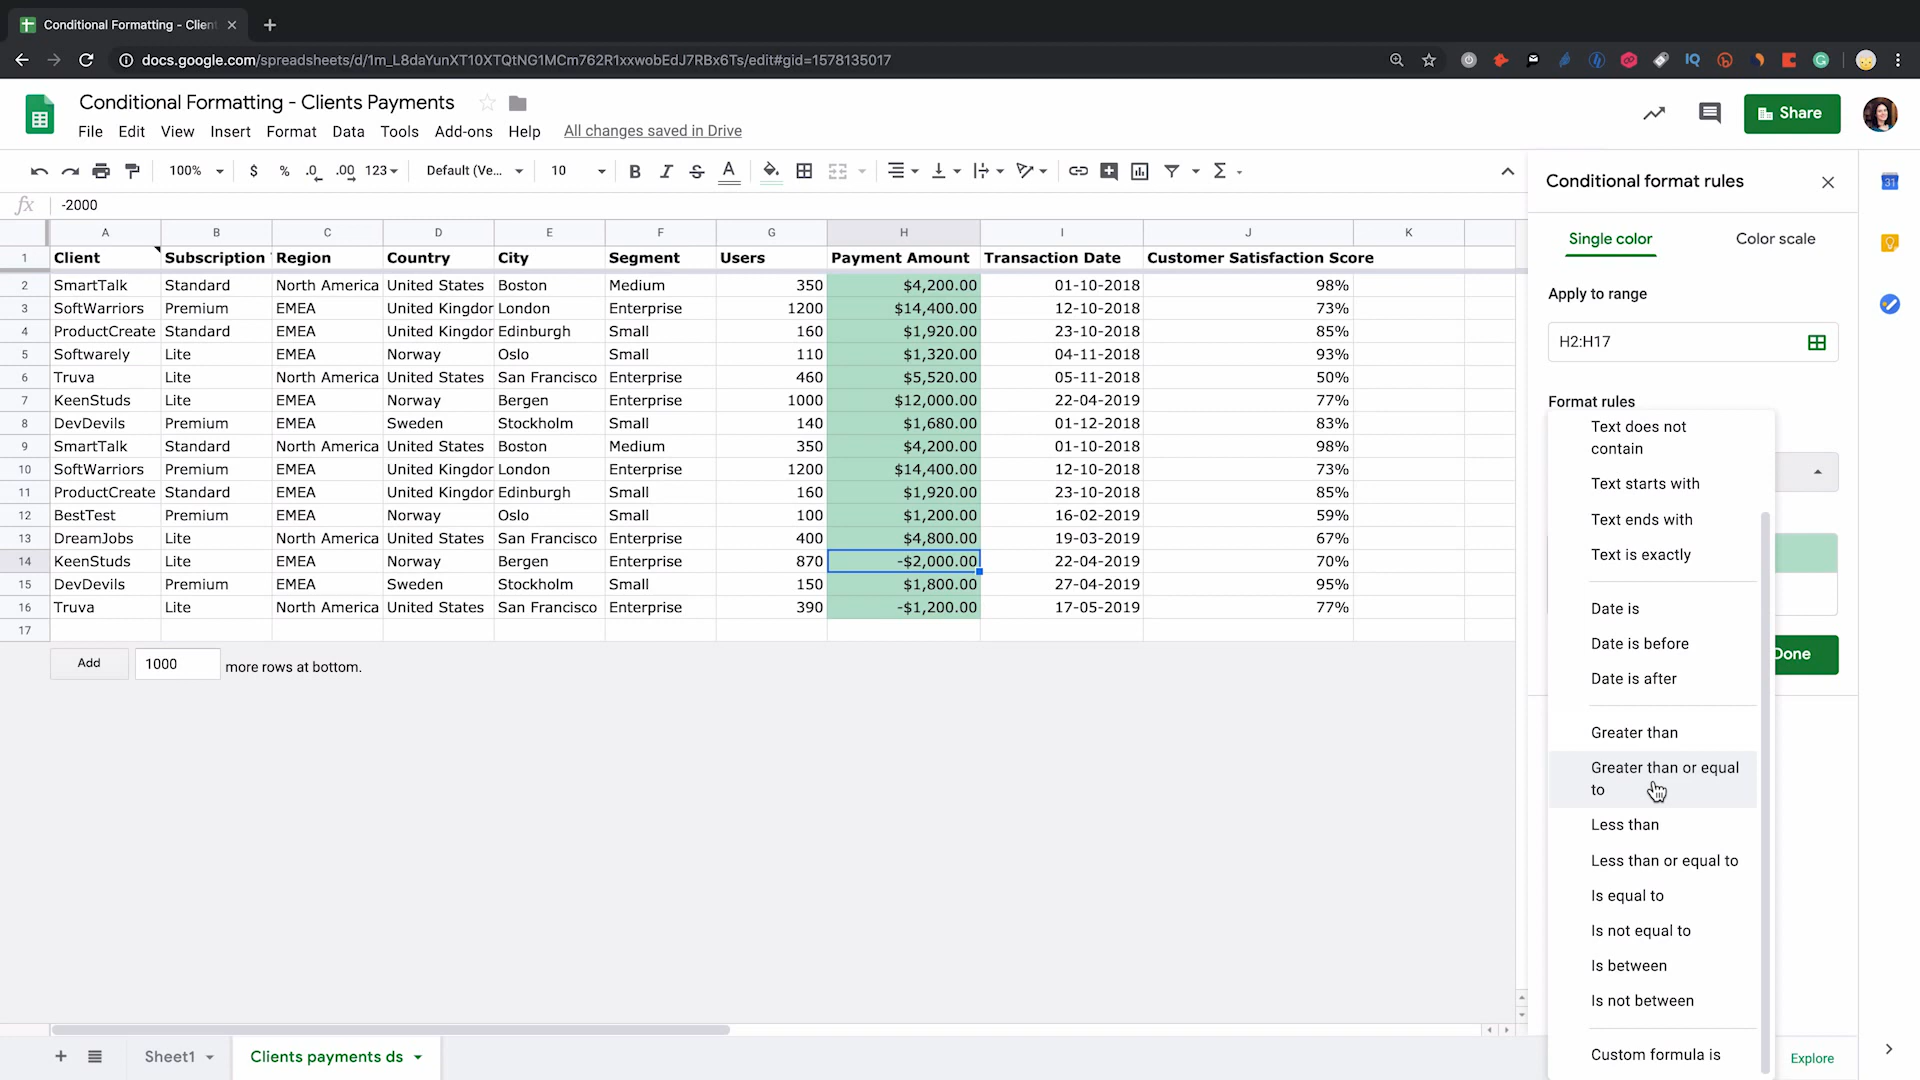 Conditional Formatting - Client
docs.google.com/spreadsheets/d/1m_L8daYunXT10XTQtNG1MCm762R1xxwobEdJ7RBx6Ts/edit#gid=1578135017
Conditional Formatting - Clients Payments
Share
File Edit View Insert Format Data Tools Add-ons Help All changes saved in Drive
100% $ % .0 .00 123 Default (Ve... 10 B I S A Σ
fx -2000
A B C D E F G H I J K
1 Client Subscription Region Country City Segment Users Payment Amount Transaction Date Customer Satisfaction Score
2 SmartTalk Standard North America United States Boston Medium 350 $4,200.00 01-10-2018 98%
3 SoftWarriors Premium EMEA United Kingdor London Enterprise 1200 $14,400.00 12-10-2018 73%
4 ProductCreate Standard EMEA United Kingdor Edinburgh Small 160 $1,920.00 23-10-2018 85%
5 Softwarely Lite EMEA Norway Oslo Small 110 $1,320.00 04-11-2018 93%
6 Truva Lite North America United States San Francisco Enterprise 460 $5,520.00 05-11-2018 50%
7 KeenStuds Lite EMEA Norway Bergen Enterprise 1000 $12,000.00 22-04-2019 77%
8 DevDevils Premium EMEA Sweden Stockholm Small 140 $1,680.00 01-12-2018 83%
9 SmartTalk Standard North America United States Boston Medium 350 $4,200.00 01-10-2018 98%
10 SoftWarriors Premium EMEA United Kingdor London Enterprise 1200 $14,400.00 12-10-2018 73%
11 ProductCreate Standard EMEA United Kingdor Edinburgh Small 160 $1,920.00 23-10-2018 85%
12 BestTest Premium EMEA Norway Oslo Small 100 $1,200.00 16-02-2019 59%
13 DreamJobs Lite North America United States San Francisco Enterprise 400 $4,800.00 19-03-2019 67%
14 KeenStuds Lite EMEA Norway Bergen Enterprise 870 -$2,000.00 22-04-2019 70%
15 DevDevils Premium EMEA Sweden Stockholm Small 150 $1,800.00 27-04-2019 95%
16 Truva Lite North America United States San Francisco Enterprise 390 -$1,200.00 17-05-2019 77%
17
Add 1000 more rows at bottom.
Conditional format rules
Single color Color scale
Apply to range
H2:H17
Format rules
Text does not
contain
Text starts with
Text ends with
Text is exactly
Date is
Date is before
Done
Date is after
Greater than
Greater than or equal
to
Less than
Less than or equal to
Is equal to
Is not equal to
Is between
Is not between
Custom formula is
31
IQ
Sheet1 Clients payments ds
Explore